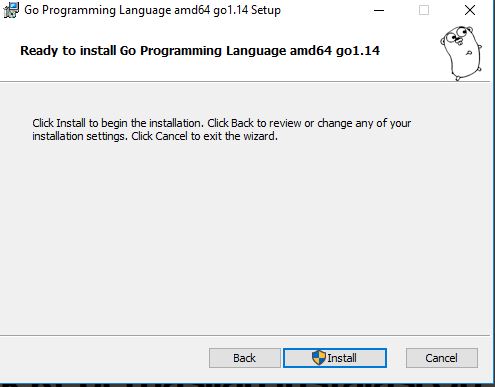 Go Programming Language amd64 go1.14 Setup
Ready to install Go Programming Language amd64 go1.14
Click Install to begin the installation. Click Back to review or change any of your
installation settings. Click Cancel to exit the wizard.
Back
Install
Cancel